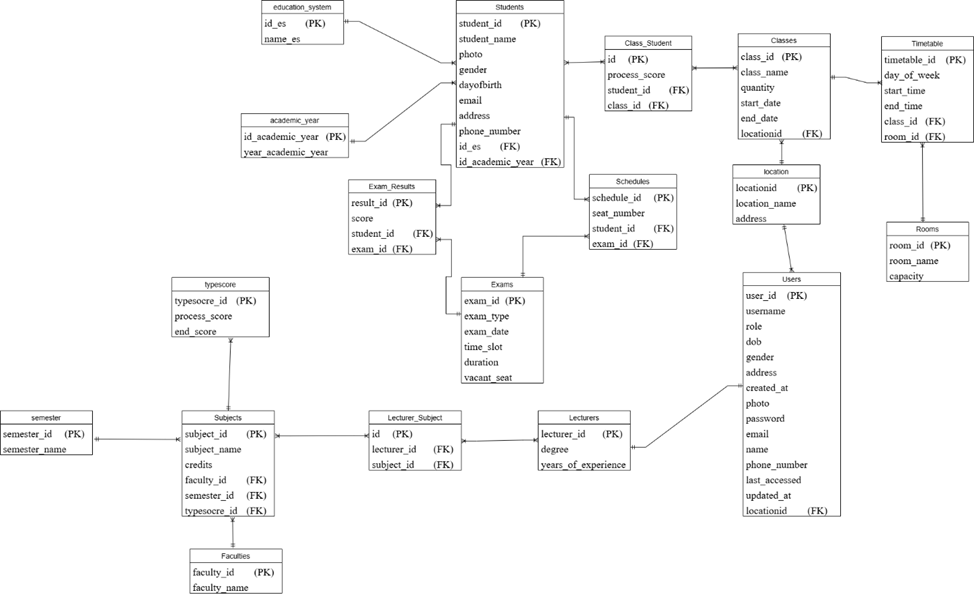 education_system
id_es (PK)
name_es
academic_year
id_academic_year (PK)
year_academic_year
Students
student_id (PK)
student_name
photo
gender
dayofbirth
email
address
phone_number
id_es (FK)
id_academic_year (FK)
Class_Student
id (PK)
process_score
student_id (FK)
class_id (FK)
Classes
class_id (PK)
class_name
quantity
start_date
end_date
locationid (FK)
Timetable
timetable_id (PK)
day_of_week
start_time
end_time
class_id (FK)
room_id (FK)
Exam_Results
result_id (PK)
score
student_id (FK)
exam_id (FK)
Schedules
schedule_id (PK)
seat_number
student_id (FK)
exam_id (FK)
location
locationid (PK)
location_name
address
Rooms
room_id (PK)
room_name
capacity
typescore
typesocre_id (PK)
process_score
end_score
Exams
exam_id (PK)
exam_type
exam_date
time_slot
duration
vacant_seat
Users
user_id (PK)
username
role
dob
gender
address
created_at
photo
password
email
name
phone_number
last_accessed
updated_at
locationid (FK)
semester
semester_id (PK)
semester_name
Subjects
subject_id (PK)
subject_name
credits
faculty_id (FK)
semester_id (FK)
typesocre_id (FK)
Lecturer_Subject
id (PK)
lecturer_id (FK)
subject_id (FK)
Lecturers
lecturer_id (PK)
degree
years_of_experience
Faculties
faculty_id (PK)
faculty_name